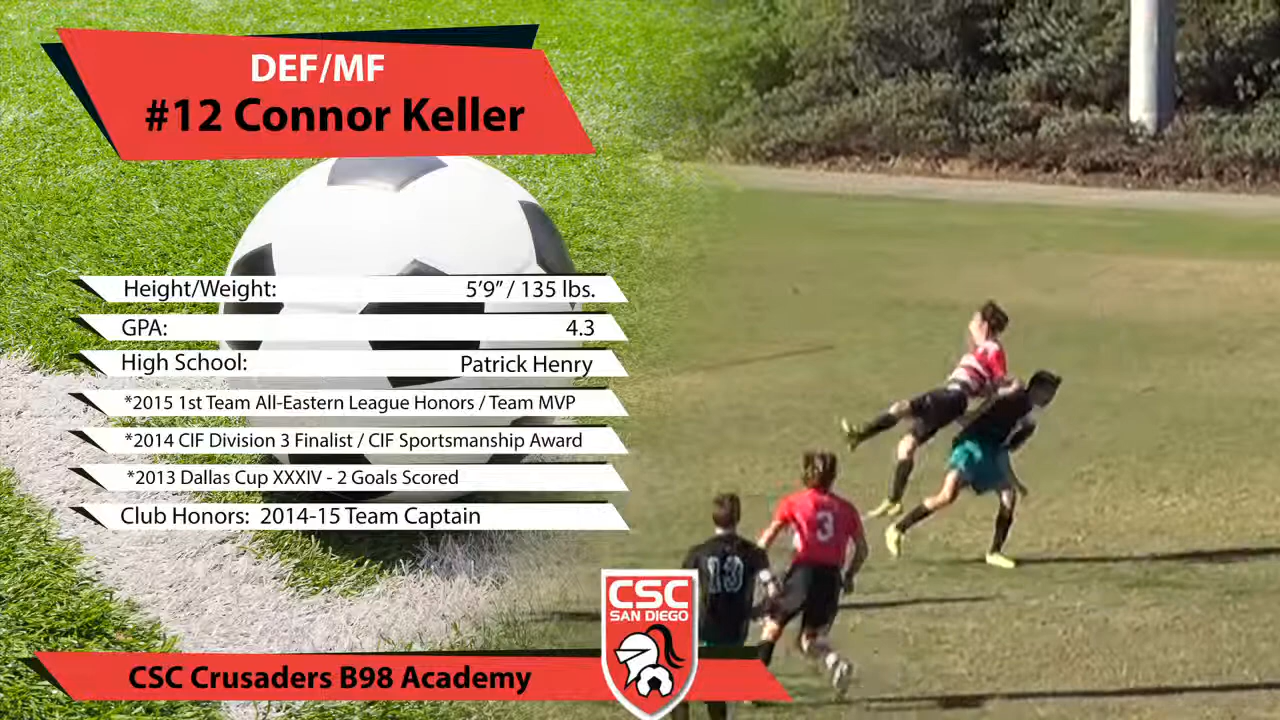 DEF/MF
#12 Connor Keller
Height/Weight: 5’9” / 135 lbs.
GPA: 4.3
High School: Patrick Henry
*2015 1st Team All-Eastern League Honors / Team MVP
*2014 CIF Division 3 Finalist / CIF Sportsmanship Award
*2013 Dallas Cup XXXIV - 2 Goals Scored
Club Honors: 2014-15 Team Captain
3
13
CSC
SAN DIEGO
CSC Crusaders B98 Academy